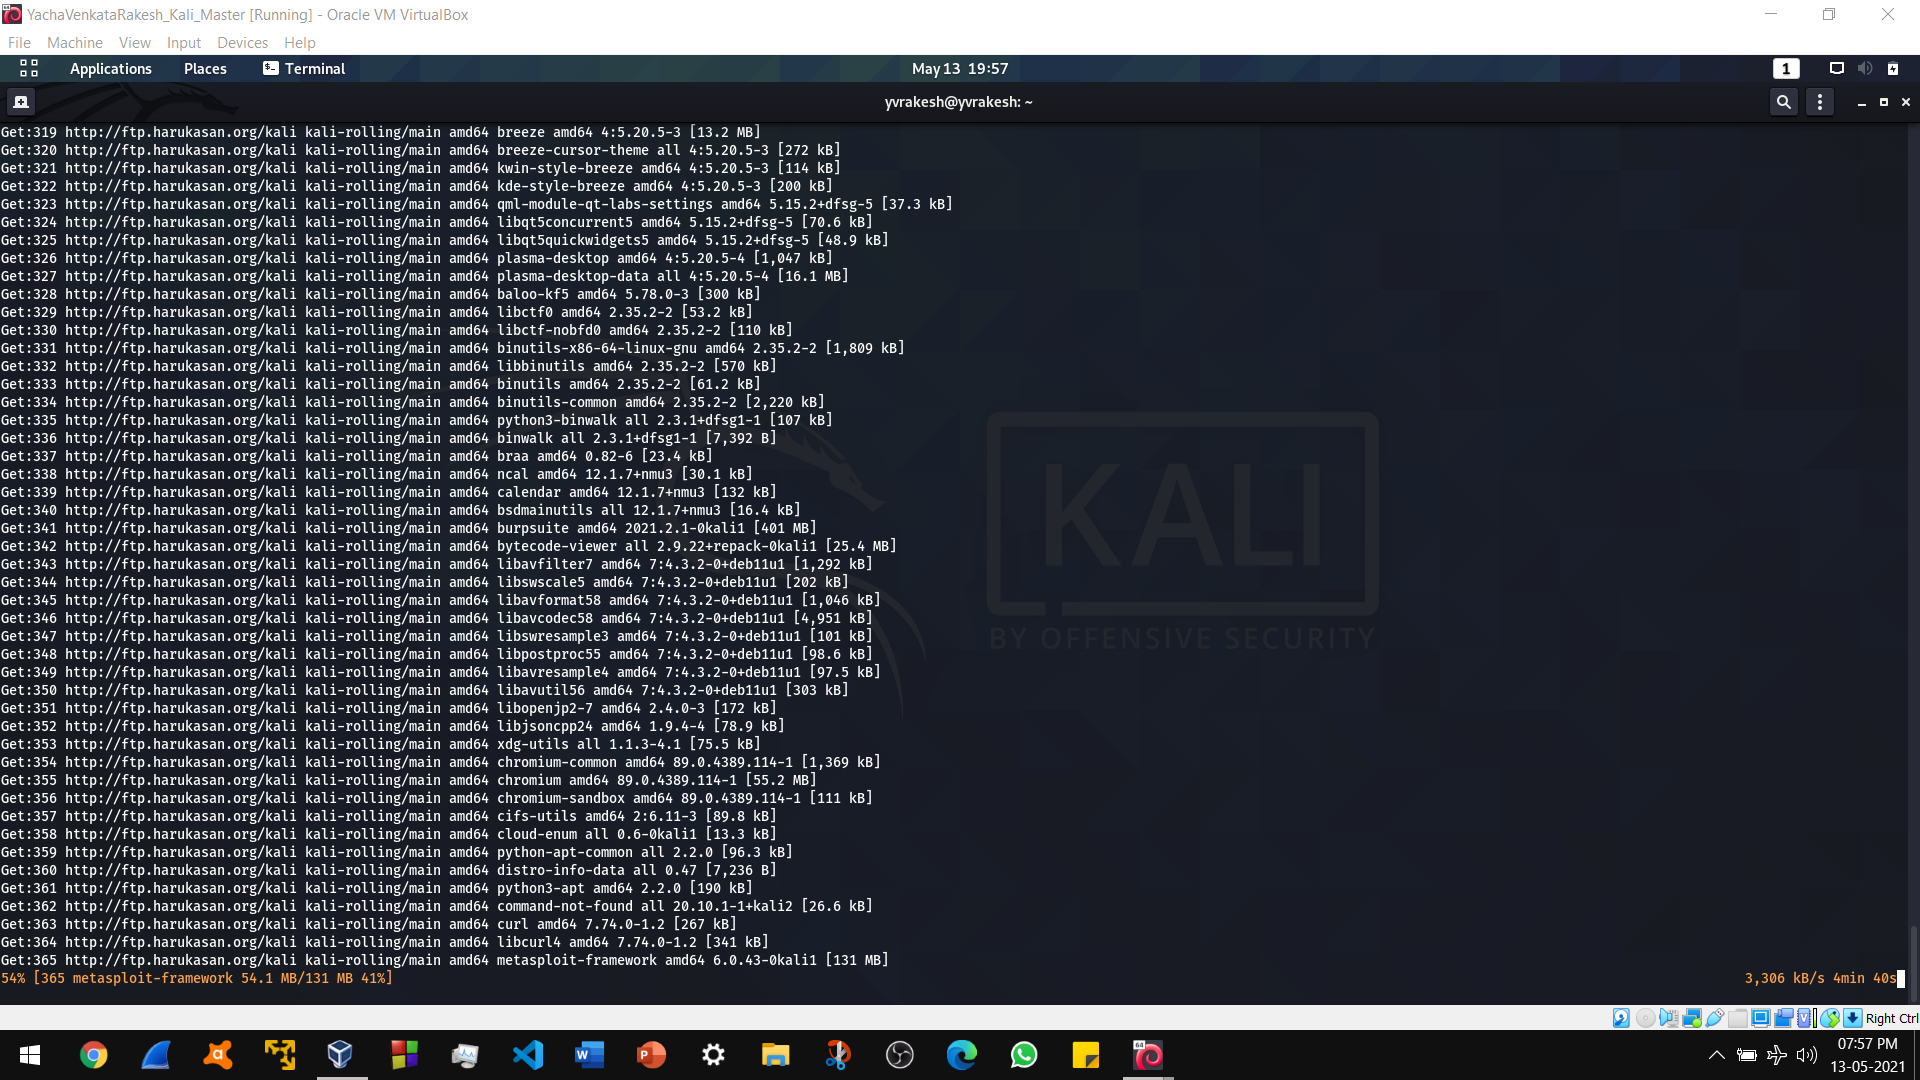 YachaVenkataRakesh_Kali_Master [Running] - Oracle VM VirtualBox
File Machine View Input Devices Help
Applications Places Terminal May 13 19:57 1
yvrakesh@yvrakesh: ~
Get:319 http://ftp.harukasan.org/kali kali-rolling/main amd64 breeze amd64 4:5.20.5-3 [13.2 MB]
Get:320 http://ftp.harukasan.org/kali kali-rolling/main amd64 breeze-cursor-theme all 4:5.20.5-3 [272 kB]
Get:321 http://ftp.harukasan.org/kali kali-rolling/main amd64 kwin-style-breeze amd64 4:5.20.5-3 [114 kB]
Get:322 http://ftp.harukasan.org/kali kali-rolling/main amd64 kde-style-breeze amd64 4:5.20.5-3 [200 kB]
Get:323 http://ftp.harukasan.org/kali kali-rolling/main amd64 qml-module-qt-labs-settings amd64 5.15.2+dfsg-5 [37.3 kB]
Get:324 http://ftp.harukasan.org/kali kali-rolling/main amd64 libqt5concurrent5 amd64 5.15.2+dfsg-5 [70.6 kB]
Get:325 http://ftp.harukasan.org/kali kali-rolling/main amd64 libqt5quickwidgets5 amd64 5.15.2+dfsg-5 [48.9 kB]
Get:326 http://ftp.harukasan.org/kali kali-rolling/main amd64 plasma-desktop amd64 4:5.20.5-4 [1,047 kB]
Get:327 http://ftp.harukasan.org/kali kali-rolling/main amd64 plasma-desktop-data all 4:5.20.5-4 [16.1 MB]
Get:328 http://ftp.harukasan.org/kali kali-rolling/main amd64 baloo-kf5 amd64 5.78.0-3 [300 kB]
Get:329 http://ftp.harukasan.org/kali kali-rolling/main amd64 libctf0 amd64 2.35.2-2 [53.2 kB]
Get:330 http://ftp.harukasan.org/kali kali-rolling/main amd64 libctf-nobfd0 amd64 2.35.2-2 [110 kB]
Get:331 http://ftp.harukasan.org/kali kali-rolling/main amd64 binutils-x86-64-linux-gnu amd64 2.35.2-2 [1,809 kB]
Get:332 http://ftp.harukasan.org/kali kali-rolling/main amd64 libbinutils amd64 2.35.2-2 [570 kB]
Get:333 http://ftp.harukasan.org/kali kali-rolling/main amd64 binutils amd64 2.35.2-2 [61.2 kB]
Get:334 http://ftp.harukasan.org/kali kali-rolling/main amd64 binutils-common amd64 2.35.2-2 [2,220 kB]
Get:335 http://ftp.harukasan.org/kali kali-rolling/main amd64 python3-binwalk all 2.3.1+dfsg1-1 [107 kB]
Get:336 http://ftp.harukasan.org/kali kali-rolling/main amd64 binwalk all 2.3.1+dfsg1-1 [7,392 B]
Get:337 http://ftp.harukasan.org/kali kali-rolling/main amd64 braa amd64 0.82-6 [23.4 kB]
Get:338 http://ftp.harukasan.org/kali kali-rolling/main amd64 ncal amd64 12.1.7+nmu3 [30.1 kB]
Get:339 http://ftp.harukasan.org/kali kali-rolling/main amd64 calendar amd64 12.1.7+nmu3 [132 kB]
Get:340 http://ftp.harukasan.org/kali kali-rolling/main amd64 bsdmainutils all 12.1.7+nmu3 [16.4 kB]
Get:341 http://ftp.harukasan.org/kali kali-rolling/main amd64 burpsuite amd64 2021.2.1-0kali1 [401 MB]
Get:342 http://ftp.harukasan.org/kali kali-rolling/main amd64 bytecode-viewer all 2.9.22+repack-0kali1 [25.4 MB]
Get:343 http://ftp.harukasan.org/kali kali-rolling/main amd64 libavfilter7 amd64 7:4.3.2-0+deb11u1 [1,292 kB]
Get:344 http://ftp.harukasan.org/kali kali-rolling/main amd64 libswscale5 amd64 7:4.3.2-0+deb11u1 [202 kB]
Get:345 http://ftp.harukasan.org/kali kali-rolling/main amd64 libavformat58 amd64 7:4.3.2-0+deb11u1 [1,046 kB]
Get:346 http://ftp.harukasan.org/kali kali-rolling/main amd64 libavcodec58 amd64 7:4.3.2-0+deb11u1 [4,951 kB]
Get:347 http://ftp.harukasan.org/kali kali-rolling/main amd64 libswresample3 amd64 7:4.3.2-0+deb11u1 [101 kB]
Get:348 http://ftp.harukasan.org/kali kali-rolling/main amd64 libpostproc55 amd64 7:4.3.2-0+deb11u1 [98.6 kB]
Get:349 http://ftp.harukasan.org/kali kali-rolling/main amd64 libavresample4 amd64 7:4.3.2-0+deb11u1 [97.5 kB]
Get:350 http://ftp.harukasan.org/kali kali-rolling/main amd64 libavutil56 amd64 7:4.3.2-0+deb11u1 [303 kB]
Get:351 http://ftp.harukasan.org/kali kali-rolling/main amd64 libopenjp2-7 amd64 2.4.0-3 [172 kB]
Get:352 http://ftp.harukasan.org/kali kali-rolling/main amd64 libjsoncpp24 amd64 1.9.4-4 [78.9 kB]
Get:353 http://ftp.harukasan.org/kali kali-rolling/main amd64 xdg-utils all 1.1.3-4.1 [75.5 kB]
Get:354 http://ftp.harukasan.org/kali kali-rolling/main amd64 chromium-common amd64 89.0.4389.114-1 [1,369 kB]
Get:355 http://ftp.harukasan.org/kali kali-rolling/main amd64 chromium amd64 89.0.4389.114-1 [55.2 MB]
Get:356 http://ftp.harukasan.org/kali kali-rolling/main amd64 chromium-sandbox amd64 89.0.4389.114-1 [111 kB]
Get:357 http://ftp.harukasan.org/kali kali-rolling/main amd64 cifs-utils amd64 2:6.11-3 [89.8 kB]
Get:358 http://ftp.harukasan.org/kali kali-rolling/main amd64 cloud-enum all 0.6-0kali1 [13.3 kB]
Get:359 http://ftp.harukasan.org/kali kali-rolling/main amd64 python-apt-common all 2.2.0 [96.3 kB]
Get:360 http://ftp.harukasan.org/kali kali-rolling/main amd64 distro-info-data all 0.47 [7,236 B]
Get:361 http://ftp.harukasan.org/kali kali-rolling/main amd64 python3-apt amd64 2.2.0 [190 kB]
Get:362 http://ftp.harukasan.org/kali kali-rolling/main amd64 command-not-found all 20.10.1-1+kali2 [26.6 kB]
Get:363 http://ftp.harukasan.org/kali kali-rolling/main amd64 curl amd64 7.74.0-1.2 [267 kB]
Get:364 http://ftp.harukasan.org/kali kali-rolling/main amd64 libcurl4 amd64 7.74.0-1.2 [341 kB]
Get:365 http://ftp.harukasan.org/kali kali-rolling/main amd64 metasploit-framework amd64 6.0.43-0kali1 [131 MB]
54% [365 metasploit-framework 54.1 MB/131 MB 41%] 3,306 kB/s 4min 40s
KALI
BY OFFENSIVE SECURITY
Right Ctrl
07:57 PM
13-05-2021